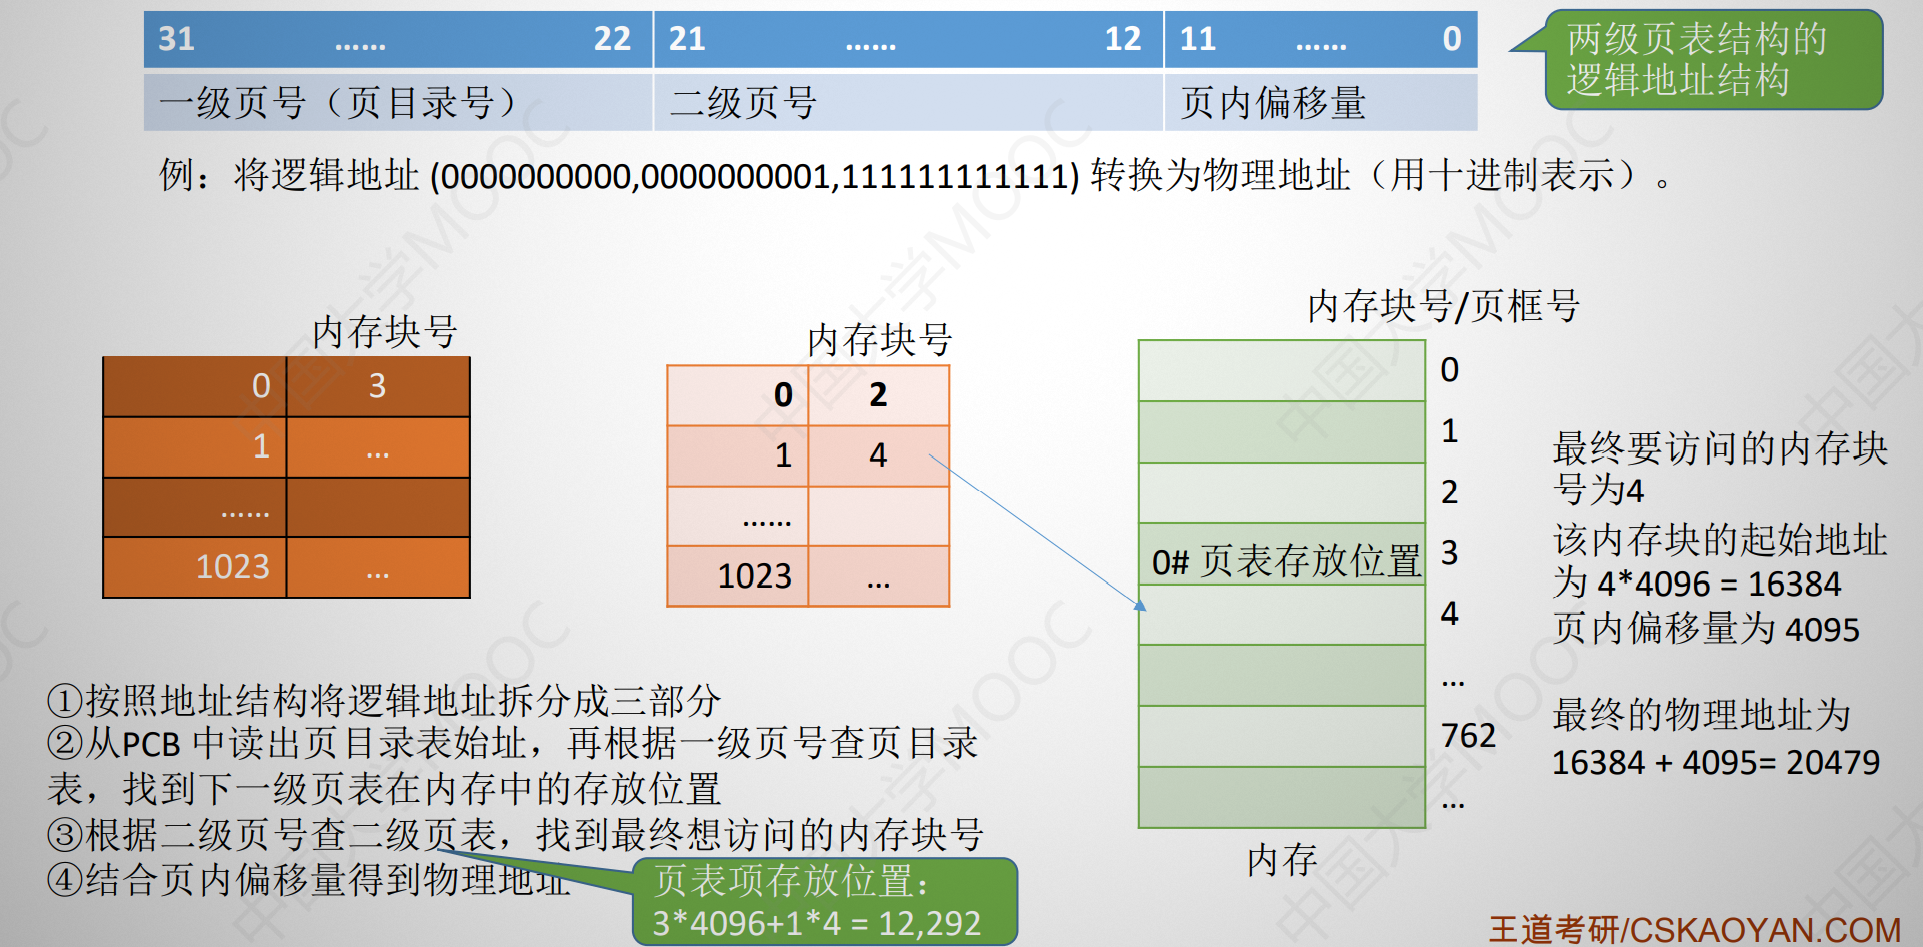 31 …… 22 21 …… 12 11 …… 0
一级页号（页目录号） 二级页号 页内偏移量
两级页表结构的
逻辑地址结构
例：将逻辑地址 (0000000000,0000000001,111111111111) 转换为物理地址（用十进制表示）。
内存块号
0 3
1 ...
……
1023 ...
内存块号
0 2
1 4
……
1023 ...
内存块号/页框号
0
1
2
0# 页表存放位置 3
4
...
762
...
内存
最终要访问的内存块
号为4
该内存块的起始地址
为 4*4096 = 16384
页内偏移量为 4095
最终的物理地址为
16384 + 4095= 20479
①按照地址结构将逻辑地址拆分成三部分
②从PCB 中读出页目录表始址，再根据一级页号查页目录
表，找到下一级页表在内存中的存放位置
③根据二级页号查二级页表，找到最终想访问的内存块号
④结合页内偏移量得到物理地址
页表项存放位置：
3*4096+1*4 = 12,292
王道考研/CSKAOYAN.COM
中国大学MOOC